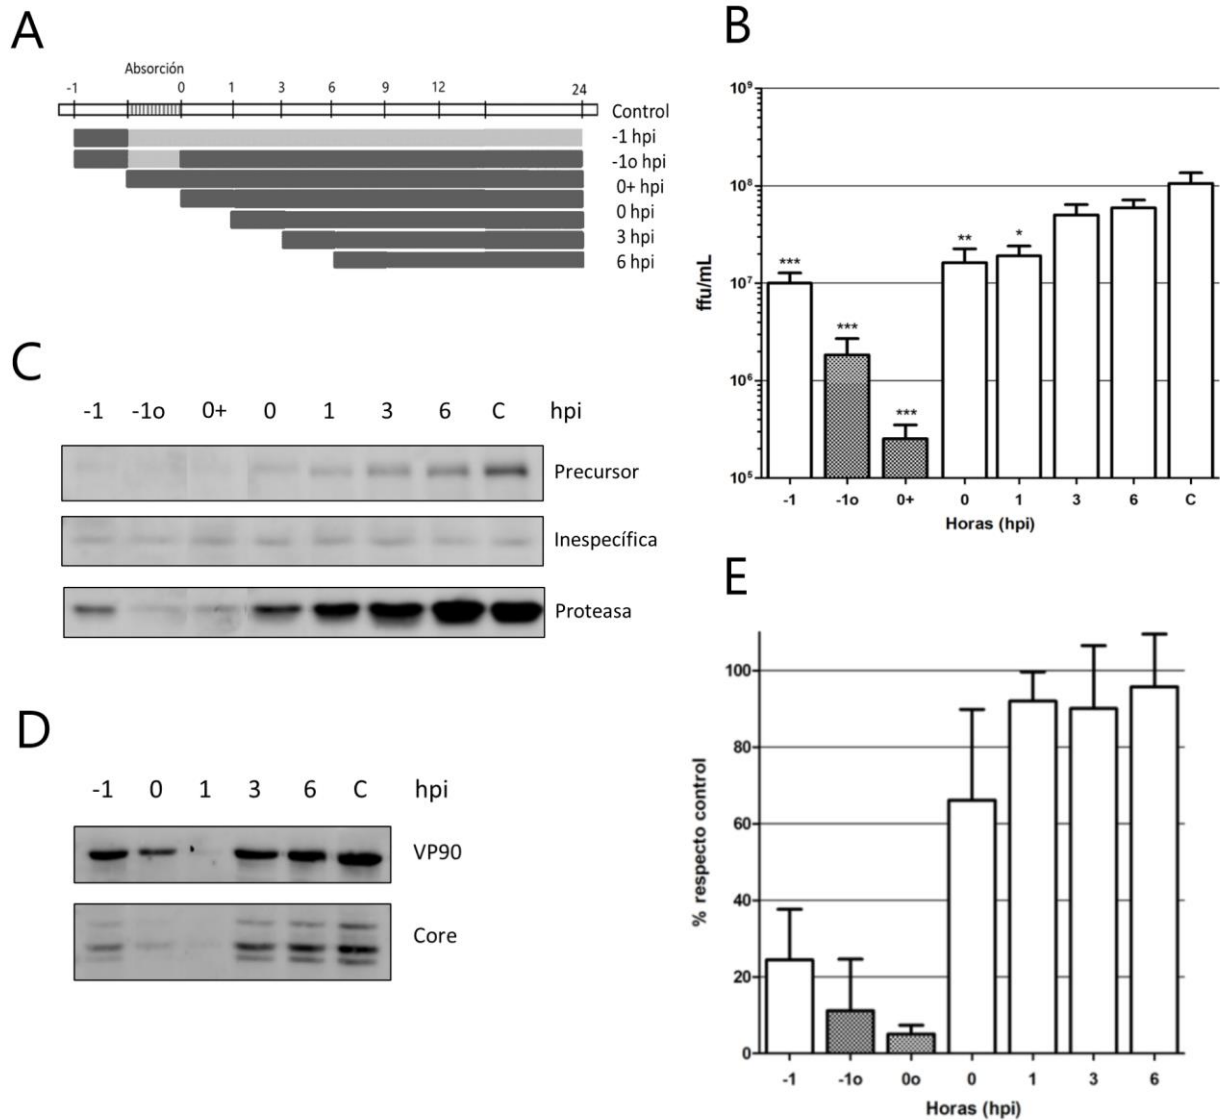 A
Absorción
-1 0 1 3 6 9 12 24
Control
-1 hpi
-1o hpi
0+ hpi
0 hpi
3 hpi
6 hpi
B
ffu/mL
10⁹
10⁸
10⁷
10⁶
10⁵
*** *** *** ** *
-1 -1o 0+ 0 1 3 6 C
Horas (hpi)
C
-1 -1o 0+ 0 1 3 6 C hpi
Precursor
Inespecífica
Proteasa
D
-1 0 1 3 6 C hpi
VP90
Core
E
% respecto control
100
80
60
40
20
0
-1 -1o 0o 0 1 3 6
Horas (hpi)